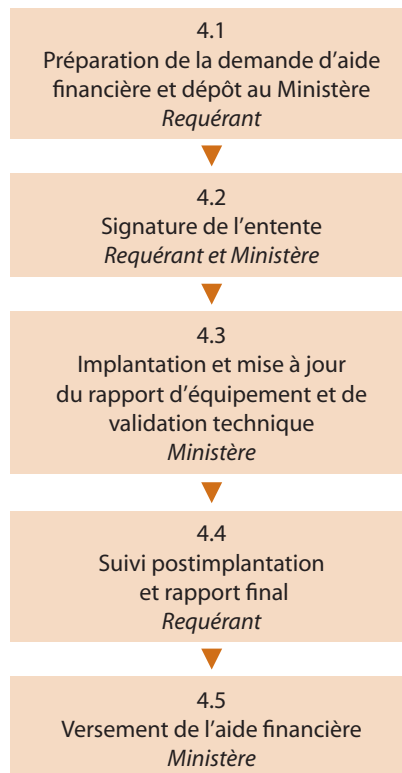 4.1
Préparation de la demande d’aide
financière et dépôt au Ministère
Requérant
4.2
Signature de l’entente
Requérant et Ministère
4.3
Implantation et mise à jour
du rapport d’équipement et de
validation technique
Ministère
4.4
Suivi postimplantation
et rapport final
Requérant
4.5
Versement de l’aide financière
Ministère